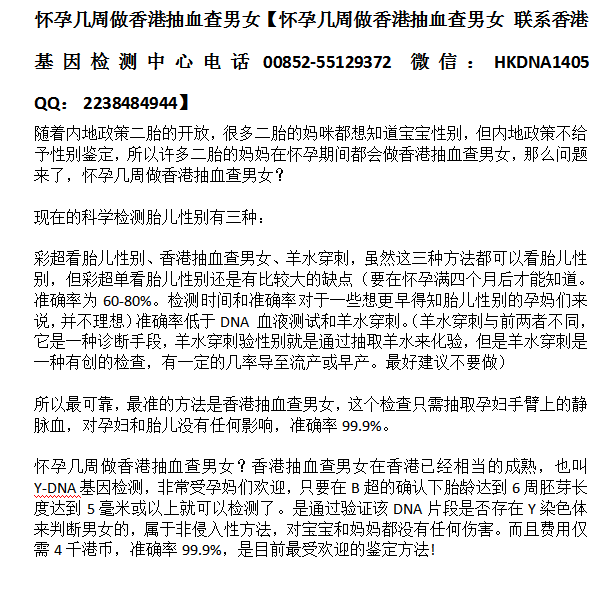 怀孕几周做香港抽血查男女【怀孕几周做香港抽血查男女 联系香港
基因检测中心电话 00852-55129372 微信：HKDNA1405
QQ： 2238484944】
随着内地政策二胎的开放，很多二胎的妈咪都想知道宝宝性别，但内地政策不给
予性别鉴定，所以许多二胎的妈妈在怀孕期间都会做香港抽血查男女，那么问题
来了，怀孕几周做香港抽血查男女？
现在的科学检测胎儿性别有三种：
彩超看胎儿性别、香港抽血查男女、羊水穿刺，虽然这三种方法都可以看胎儿性
别，但彩超单看胎儿性别还是有比较大的缺点（要在怀孕满四个月后才能知道。
准确率为 60-80%。检测时间和准确率对于一些想更早得知胎儿性别的孕妈们来
说，并不理想）准确率低于 DNA 血液测试和羊水穿刺。（羊水穿刺与前两者不同，
它是一种诊断手段，羊水穿刺验性别就是通过抽取羊水来化验，但是羊水穿刺是
一种有创的检查，有一定的几率导至流产或早产。最好建议不要做）
所以最可靠，最准的方法是香港抽血查男女，这个检查只需抽取孕妇手臂上的静
脉血，对孕妇和胎儿没有任何影响，准确率 99.9%。
怀孕几周做香港抽血查男女？香港抽血查男女在香港已经相当的成熟，也叫
Y-DNA 基因检测，非常受孕妈们欢迎，只要在 B 超的确认下胎龄达到 6 周胚芽长
度达到 5 毫米或以上就可以检测了。是通过验证该 DNA 片段是否存在 Y 染色体
来判断男女的，属于非侵入性方法，对宝宝和妈妈都没有任何伤害。而且费用仅
需 4 千港币，准确率 99.9%，是目前最受欢迎的鉴定方法!